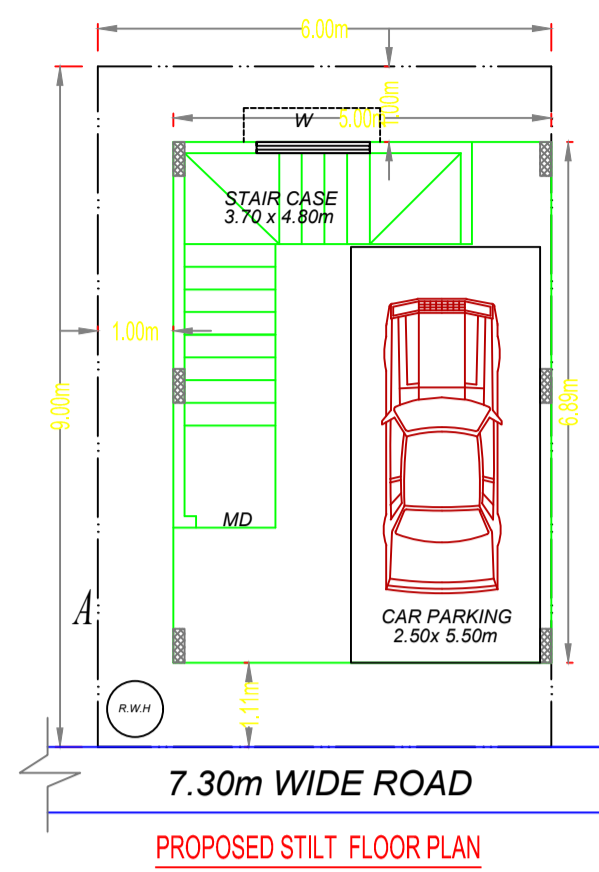 6.00m
1.00m
W
5.00m
STAIR CASE
3.70 x 4.80m
1.00m
9.00m
6.89m
MD
A
CAR PARKING
2.50x 5.50m
R.W.H
1.11m
7.30m WIDE ROAD
PROPOSED STILT FLOOR PLAN